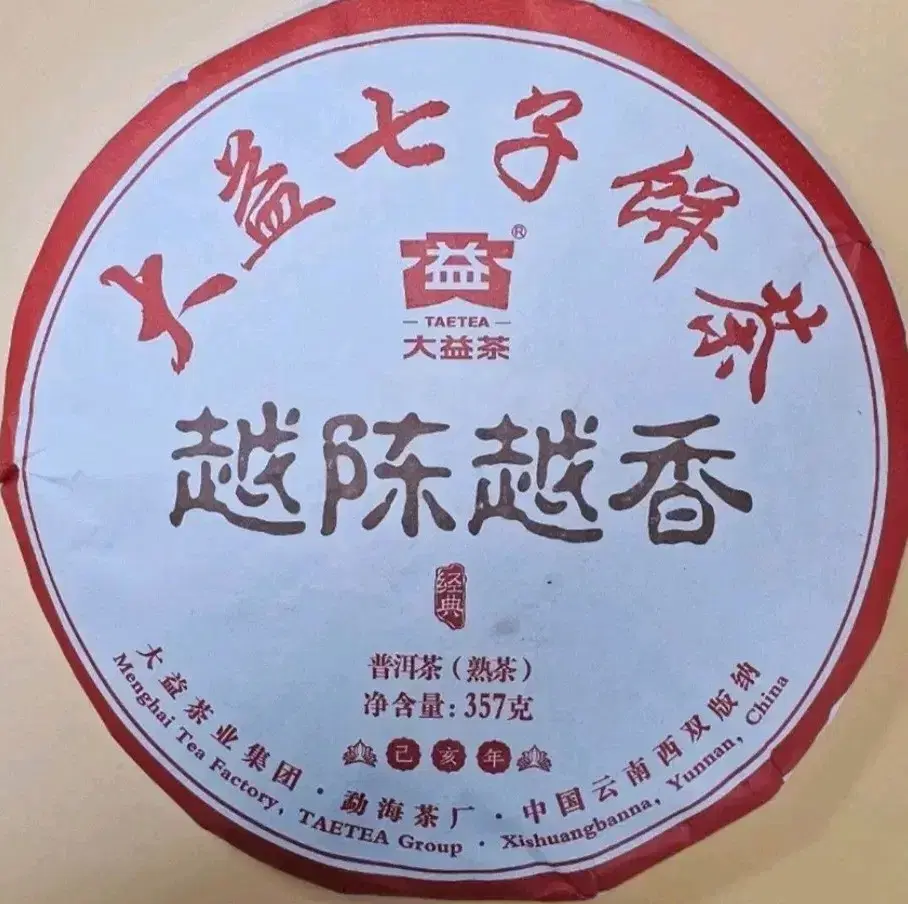 大益七子饼茶
益®
TAETEA
大益茶
越陈越香
经典
普洱茶（熟茶）
净含量：357克
己亥年
大益茶业集团·勐海茶厂·中国云南西双版纳
Menghai Tea Factory, TAETEA Group · Xishuangbanna, Yunnan, China